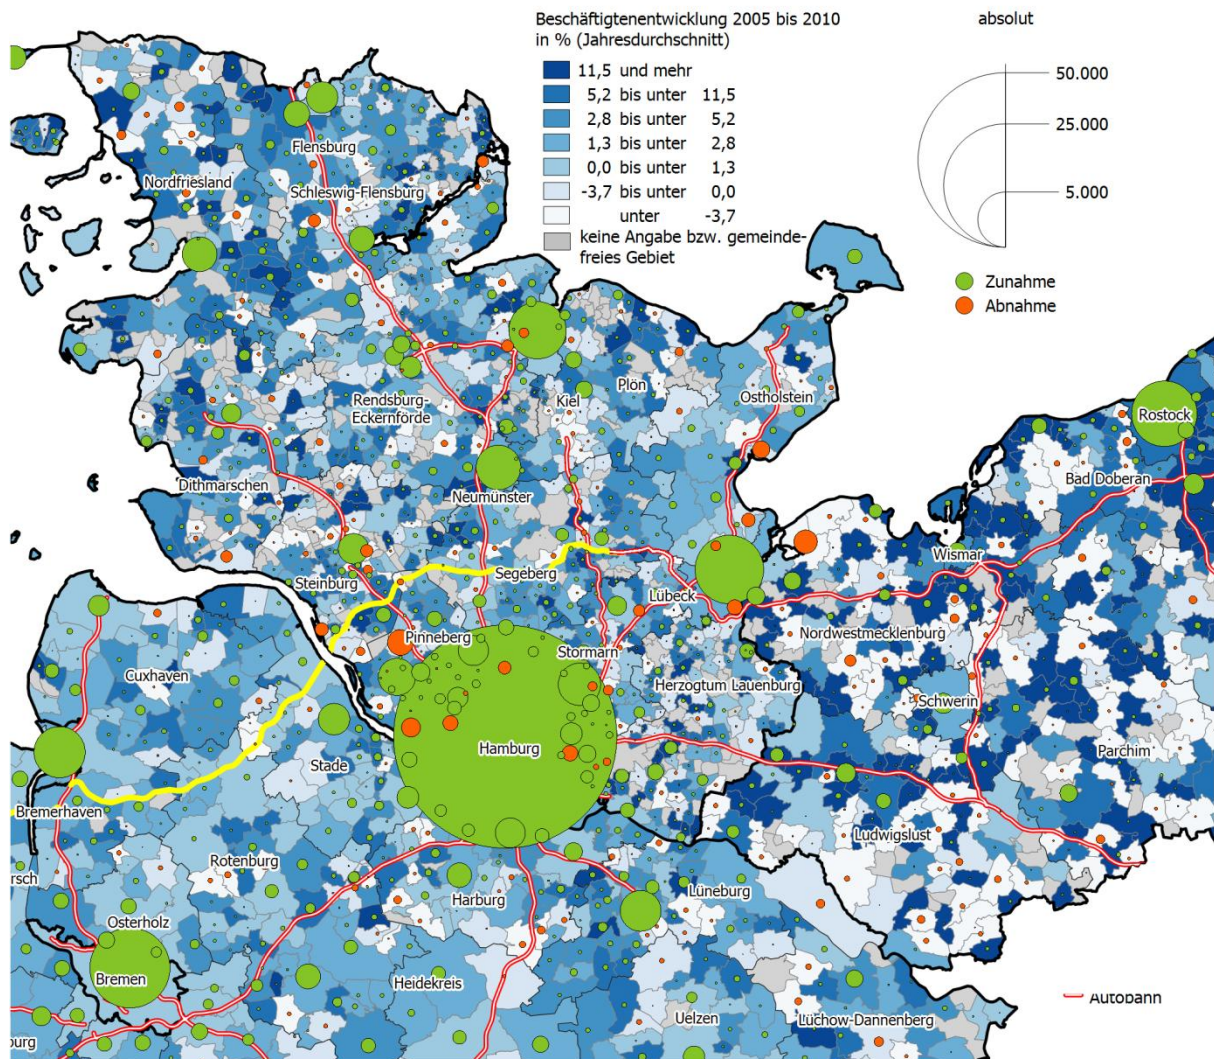 Beschäftigtenentwicklung 2005 bis 2010
in % (Jahresdurchschnitt)
11,5 und mehr
5,2 bis unter 11,5
2,8 bis unter 5,2
1,3 bis unter 2,8
0,0 bis unter 1,3
-3,7 bis unter 0,0
unter -3,7
keine Angabe bzw. gemeinde-
freies Gebiet
absolut
50.000
25.000
5.000
Zunahme
Abnahme
Flensburg
Nordfriesland
Schleswig-Flensburg
Rendsburg-
Eckernförde
Kiel
Plön
Ostholstein
Rostock
Bad Doberan
Dithmarschen
Neumünster
Wismar
Steinburg
Segeberg
Lübeck
Nordwestmecklenburg
Pinneberg
Stormarn
Cuxhaven
Herzogtum Lauenburg
Schwerin
Hamburg
Parchim
Stade
Bremerhaven
Ludwigslust
Rotenburg
rsch
Harburg
Lüneburg
Osterholz
Bremen
Heidekreis
Autobahn
Uelzen
Lüchow-Dannenberg
burg